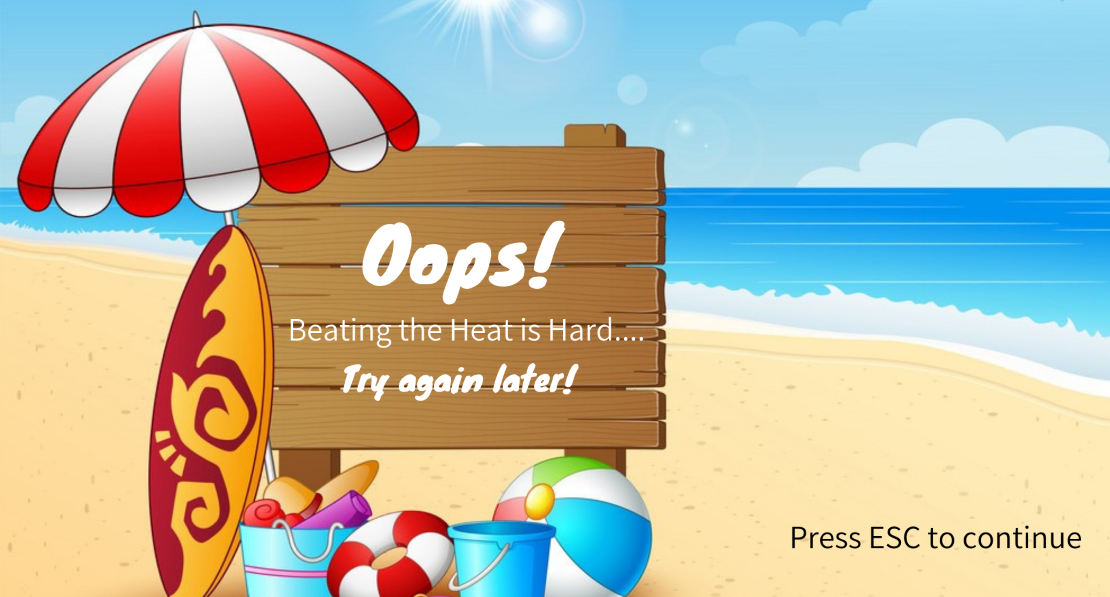 Oops!
Beating the Heat is Hard....
Try again later!
Press ESC to continue